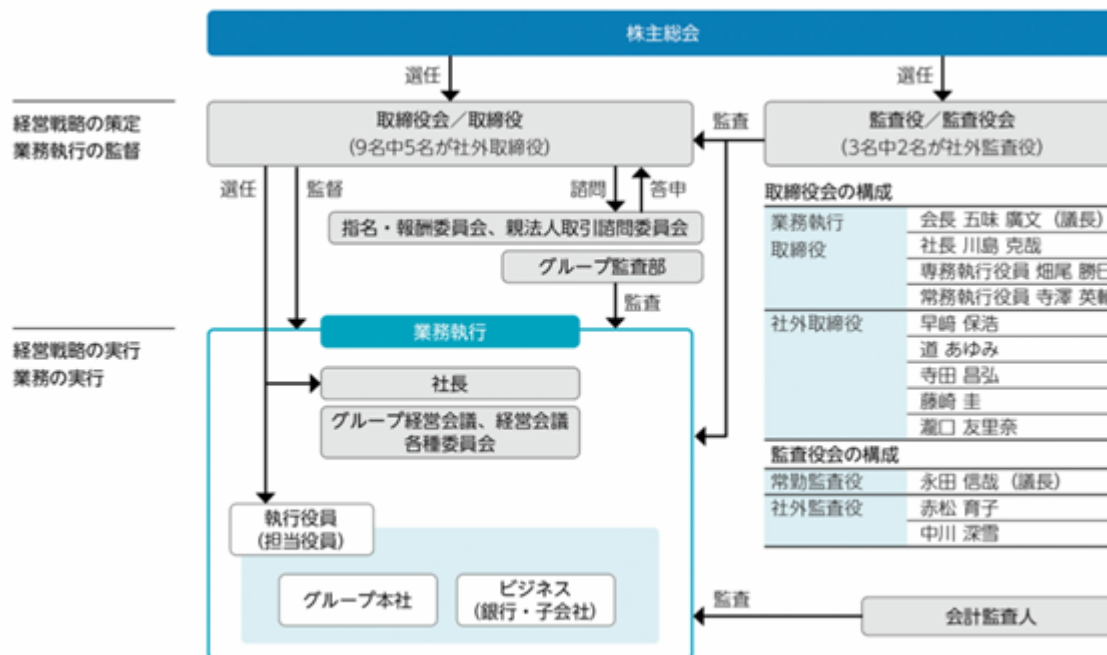 株主総会
選任
選任
経営戦略の策定
業務執行の監督
取締役会／取締役
(9名中5名が社外取締役)
監査
監査役／監査役会
(3名中2名が社外監査役)
選任
監督
諮問
答申
指名・報酬委員会、親法人取引諮問委員会
グループ監査部
監査
取締役会の構成
業務執行
取締役
会長 五味 廣文（議長）
社長 川島 克哉
専務執行役員 畑尾 勝巳
常務執行役員 寺澤 英輔
社外取締役
早﨑 保浩
道 あゆみ
寺田 昌弘
藤崎 圭
瀧口 友里奈
監査役会の構成
常勤監査役
永田 信哉（議長）
社外監査役
赤松 育子
中川 深雪
経営戦略の実行
業務の実行
業務執行
社長
グループ経営会議、経営会議
各種委員会
執行役員
(担当役員)
グループ本社
ビジネス
(銀行・子会社)
監査
会計監査人